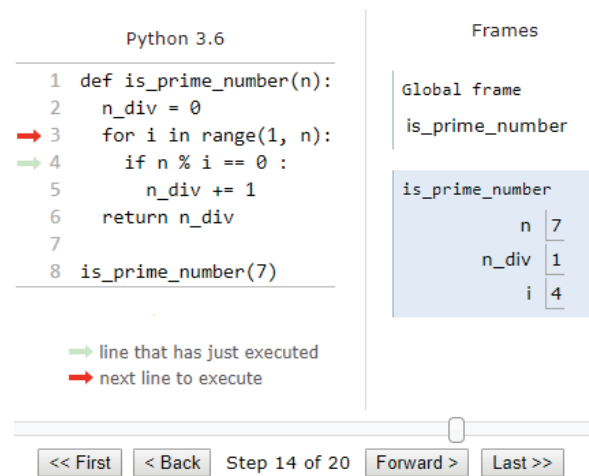 Python 3.6
1 def is_prime_number(n):
2 n_div = 0
3 for i in range(1, n):
4 if n % i == 0 :
5 n_div += 1
6 return n_div
7
8 is_prime_number(7)
line that has just executed
next line to execute
Frames
Global frame
is_prime_number
is_prime_number
n 7
n_div 1
i 4
<< First < Back Step 14 of 20 Forward > Last >>